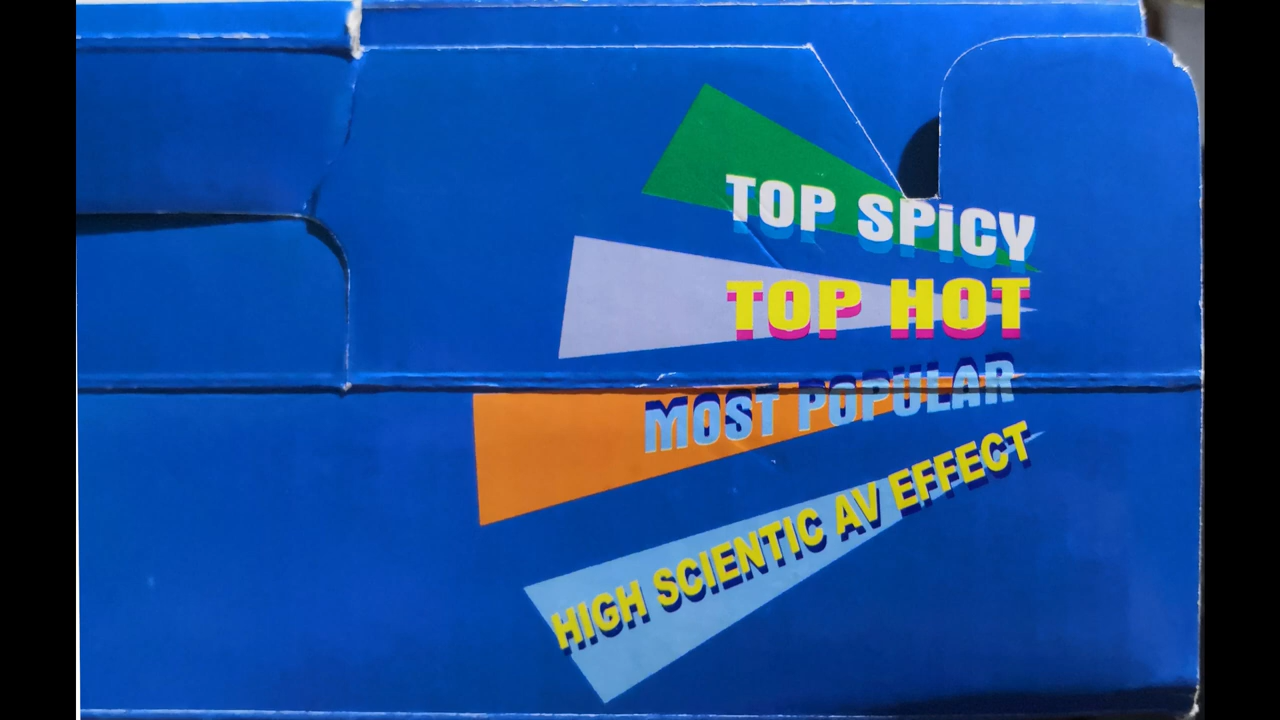 TOP SPiCY
TOP HOT
MOST POPULAR
HIGH SCIENTIC AV EFFECT